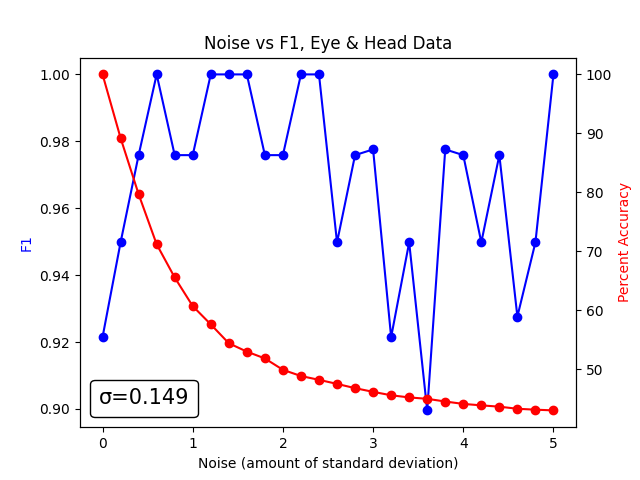 Noise vs F1, Eye & Head Data
1.00
0.98
0.96
0.94
0.92
0.90
F1
100
90
80
70
60
50
Percent Accuracy
σ=0.149
0 1 2 3 4 5
Noise (amount of standard deviation)